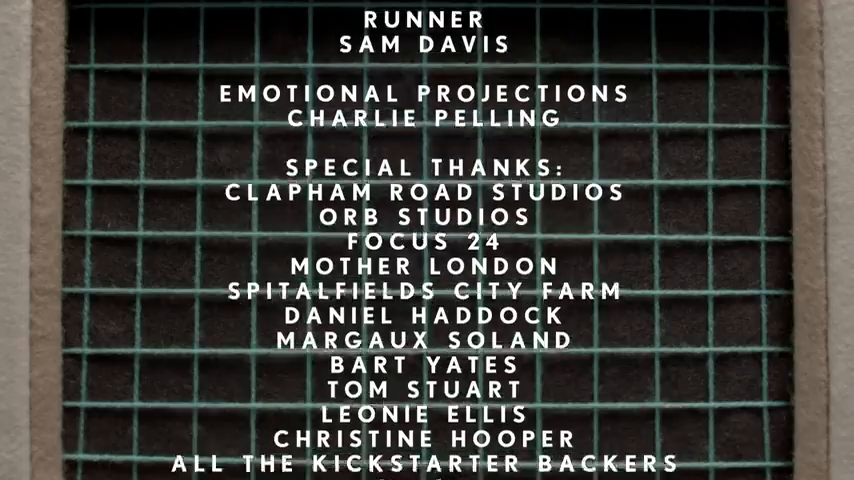 RUNNER
SAM DAVIS
EMOTIONAL PROJECTIONS
CHARLIE PELLING
SPECIAL THANKS:
CLAPHAM ROAD STUDIOS
ORB STUDIOS
FOCUS 24
MOTHER LONDON
SPITALFIELDS CITY FARM
DANIEL HADDOCK
MARGAUX SOLAND
BART YATES
TOM STUART
LEONIE ELLIS
CHRISTINE HOOPER
ALL THE KICKSTARTER BACKERS